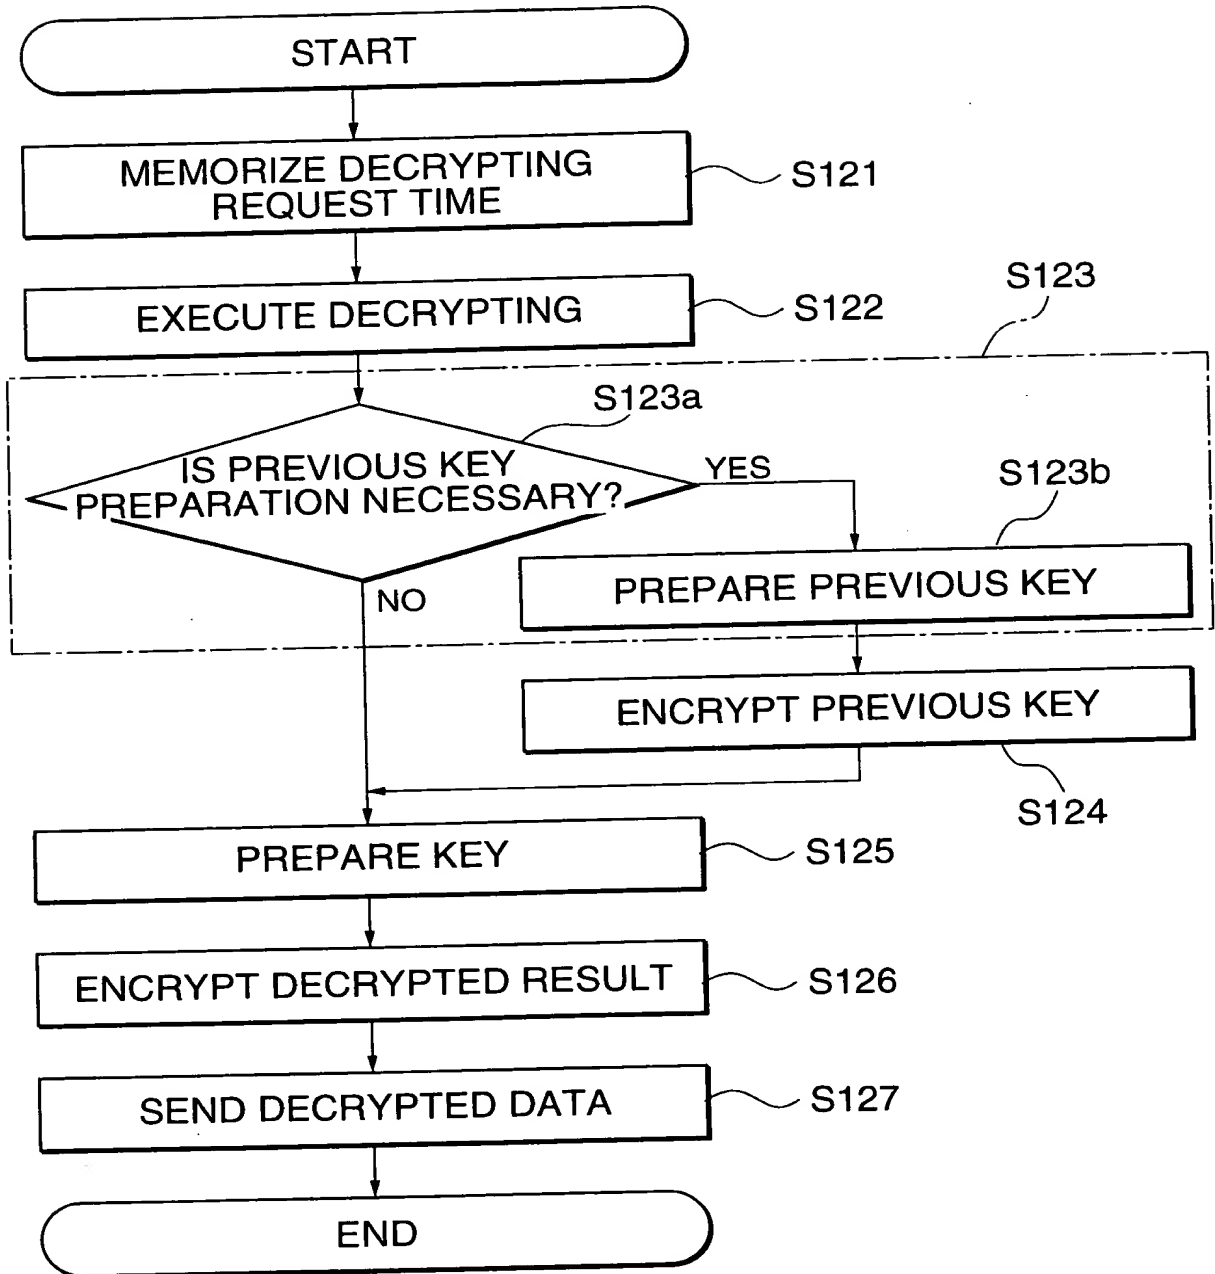 START
MEMORIZE DECRYPTING
REQUEST TIME
S121
EXECUTE DECRYPTING
S122
S123
S123a
IS PREVIOUS KEY
PREPARATION NECESSARY?
YES
S123b
PREPARE PREVIOUS KEY
NO
ENCRYPT PREVIOUS KEY
S124
PREPARE KEY
S125
ENCRYPT DECRYPTED RESULT
S126
SEND DECRYPTED DATA
S127
END